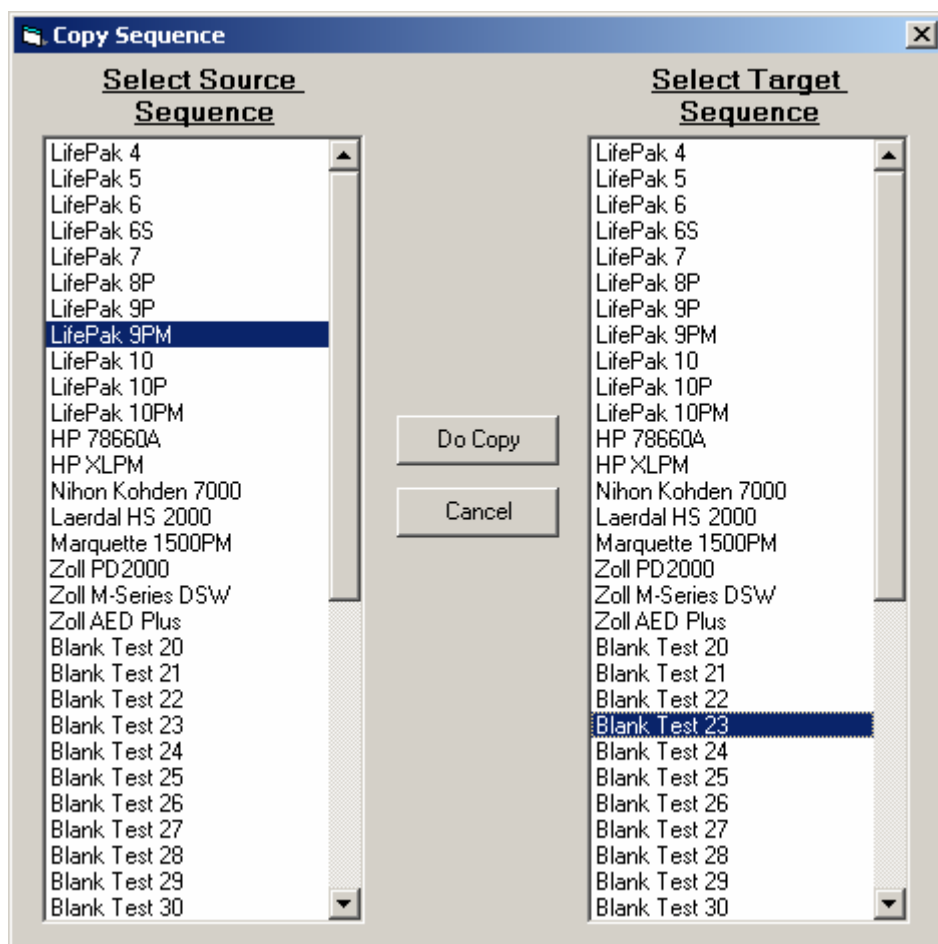 Copy Sequence
Select Source
Sequence
LifePak 4
LifePak 5
LifePak 6
LifePak 6S
LifePak 7
LifePak 8P
LifePak 9P
LifePak 9PM
LifePak 10
LifePak 10P
LifePak 10PM
HP 78660A
HP XLPM
Nihon Kohden 7000
Laerdal HS 2000
Marquette 1500PM
Zoll PD2000
Zoll M-Series DSW
Zoll AED Plus
Blank Test 20
Blank Test 21
Blank Test 22
Blank Test 23
Blank Test 24
Blank Test 25
Blank Test 26
Blank Test 27
Blank Test 28
Blank Test 29
Blank Test 30
Do Copy
Cancel
Select Target
Sequence
LifePak 4
LifePak 5
LifePak 6
LifePak 6S
LifePak 7
LifePak 8P
LifePak 9P
LifePak 9PM
LifePak 10
LifePak 10P
LifePak 10PM
HP 78660A
HP XLPM
Nihon Kohden 7000
Laerdal HS 2000
Marquette 1500PM
Zoll PD2000
Zoll M-Series DSW
Zoll AED Plus
Blank Test 20
Blank Test 21
Blank Test 22
Blank Test 23
Blank Test 24
Blank Test 25
Blank Test 26
Blank Test 27
Blank Test 28
Blank Test 29
Blank Test 30